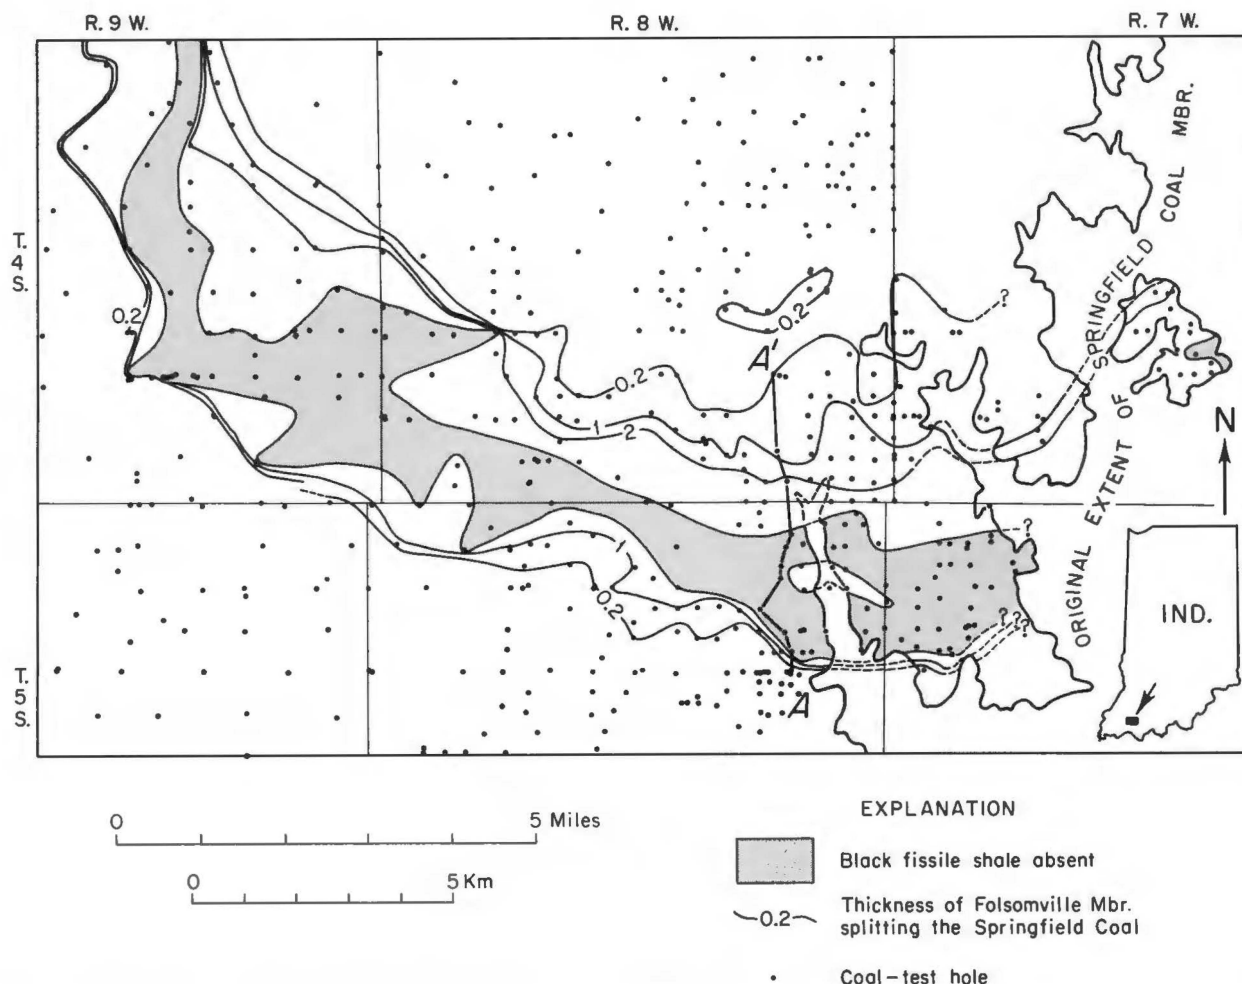 R. 9 W.
R. 8 W.
R. 7 W.
T.
4
S.
T.
5
S.
0.2
0.2
0.2
1
2
1
0.2
A
A
?
?
? ? ?
ORIGINAL EXTENT OF SPRINGFIELD COAL MBR.
N
IND.
0 5 Miles
0 5 Km
EXPLANATION
Black fissile shale absent
0.2 Thickness of Folsomville Mbr.
splitting the Springfield Coal
Coal-test hole